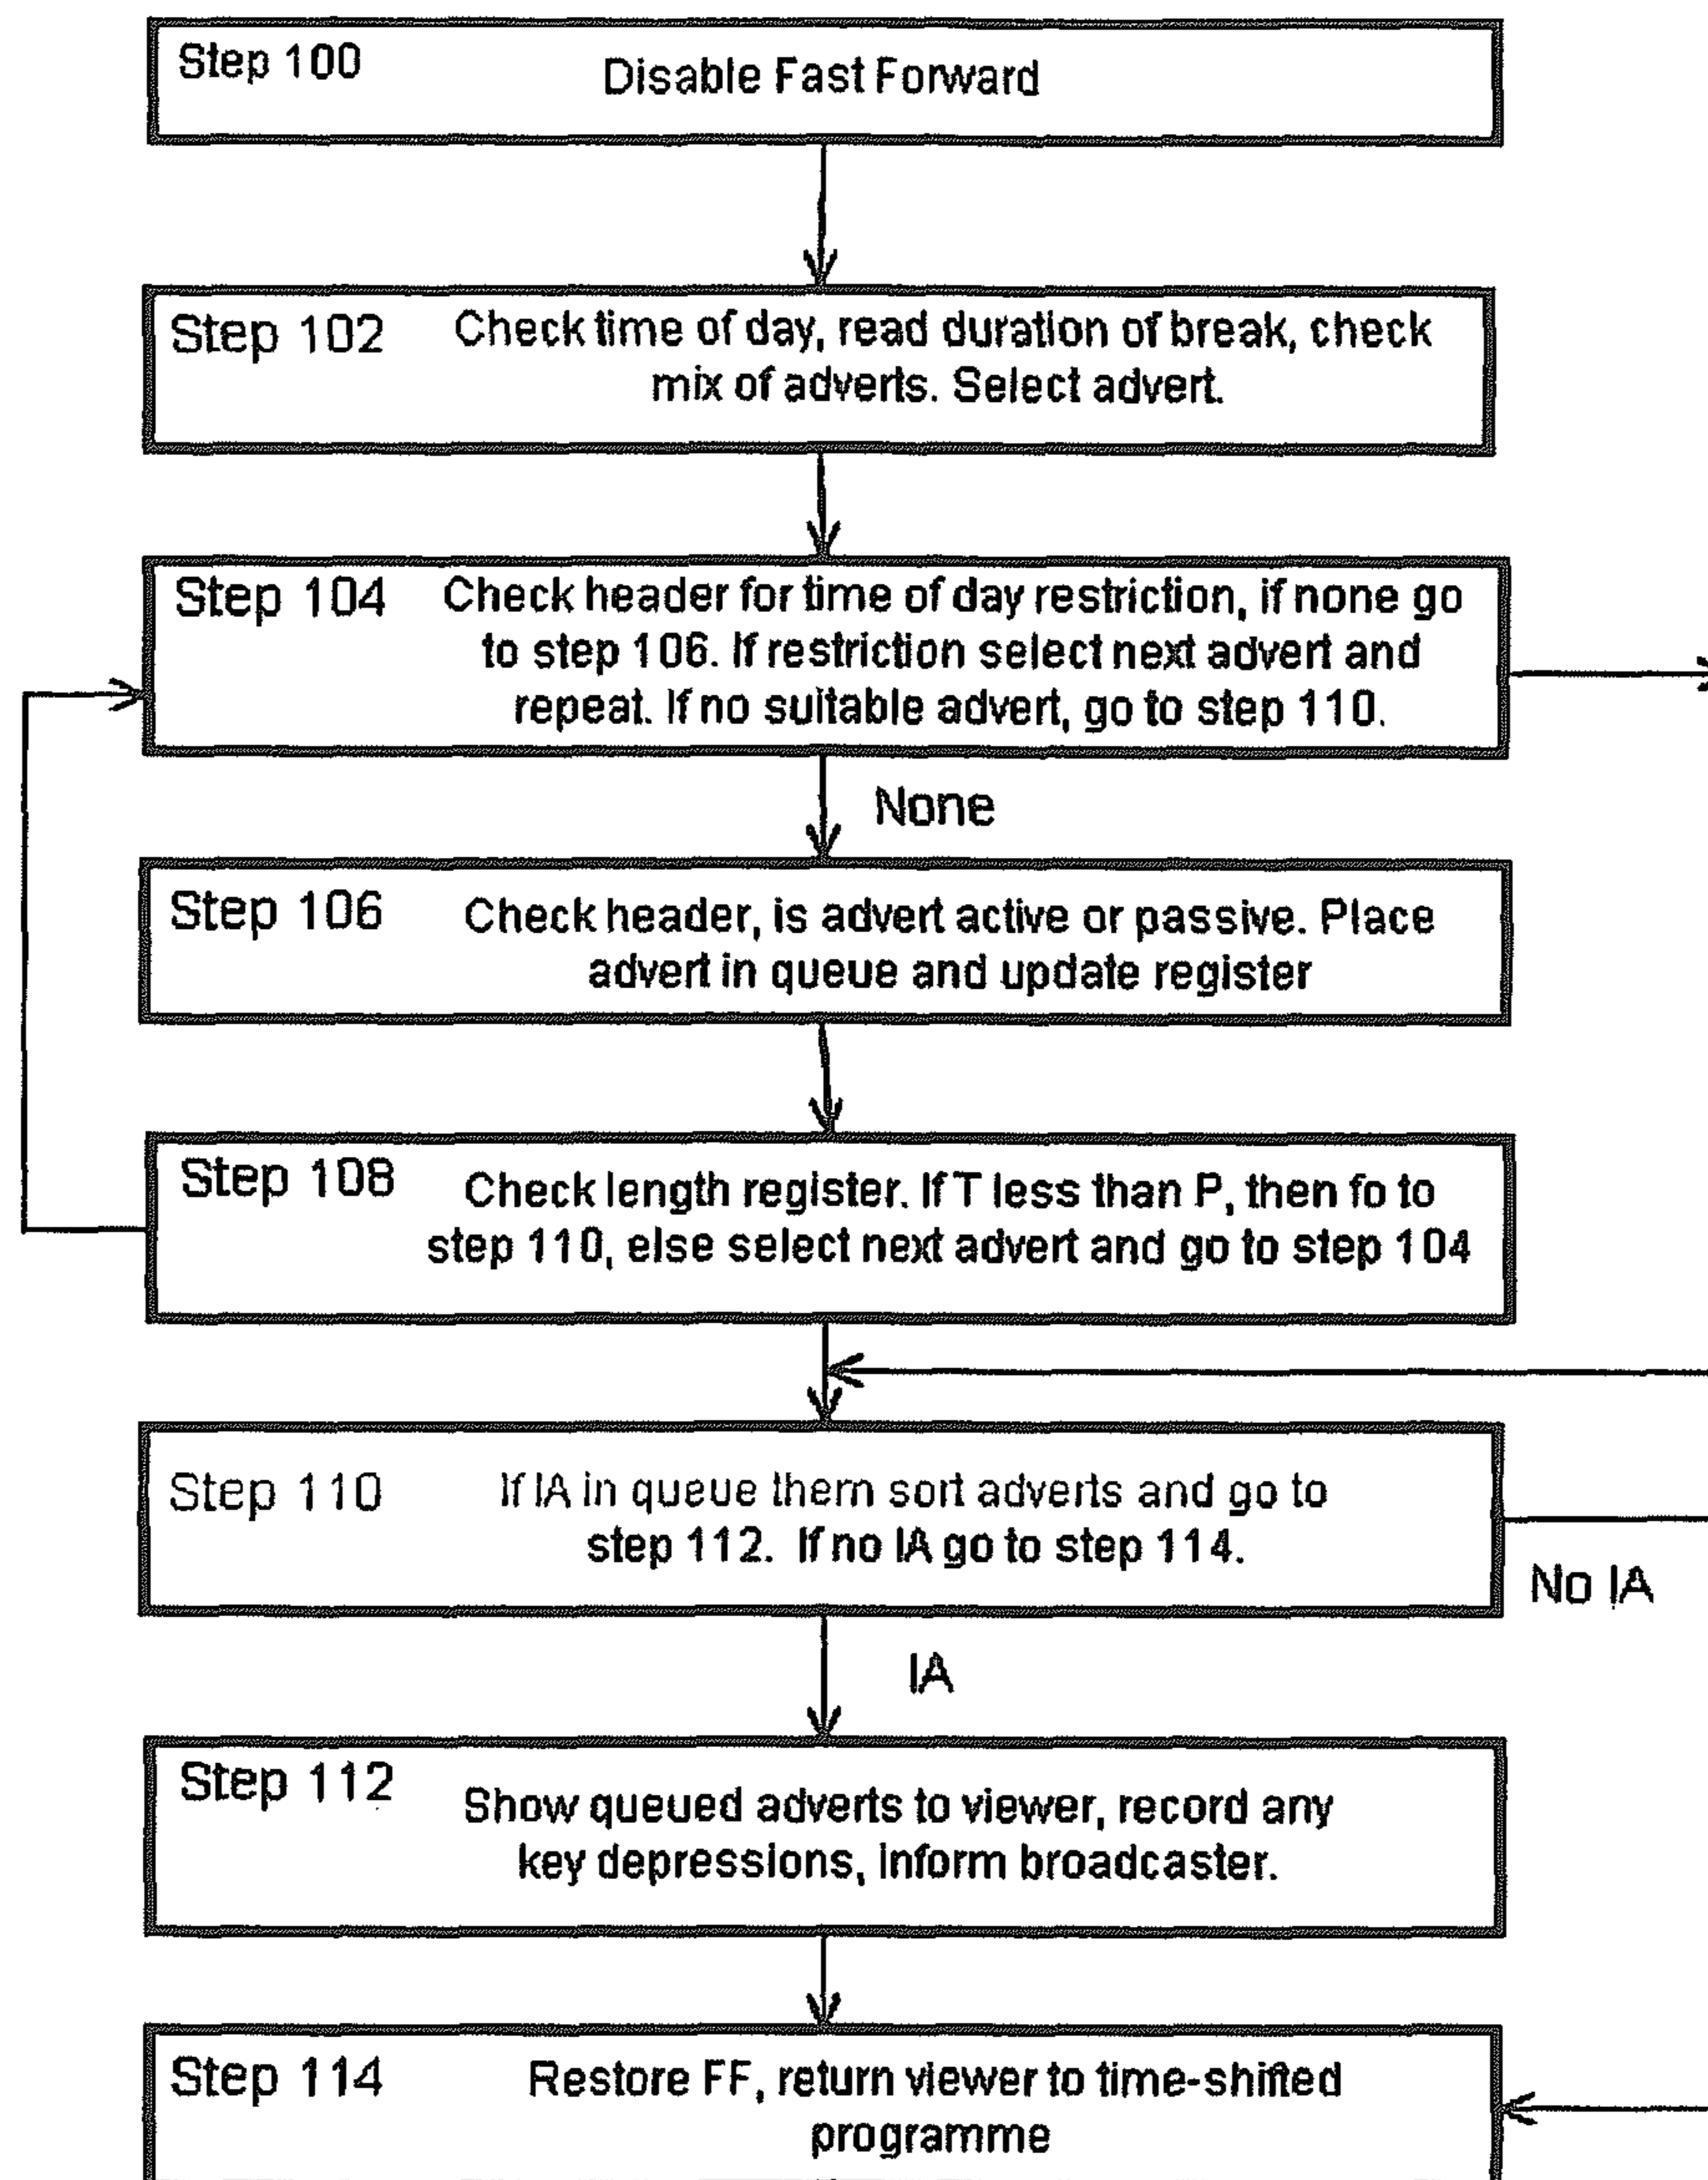 Step 100
Disable Fast Forward
Step 102
Check time of day, read duration of break, check
mix of adverts. Select advert.
Step 104
Check header for time of day restriction, if none go
to step 106. If restriction select next advert and
repeat. If no suitable advert, go to step 110.
None
Step 106
Check header, is advert active or passive. Place
advert in queue and update register
Step 108
Check length register. If T less than P, then fo to
step 110, else select next advert and go to step 104
Step 110
If IA in queue them sort adverts and go to
step 112. If no IA go to step 114.
No IA
IA
Step 112
Show queued adverts to viewer, record any
key depressions, inform broadcaster.
Step 114
Restore FF, return viewer to time-shifted
programme